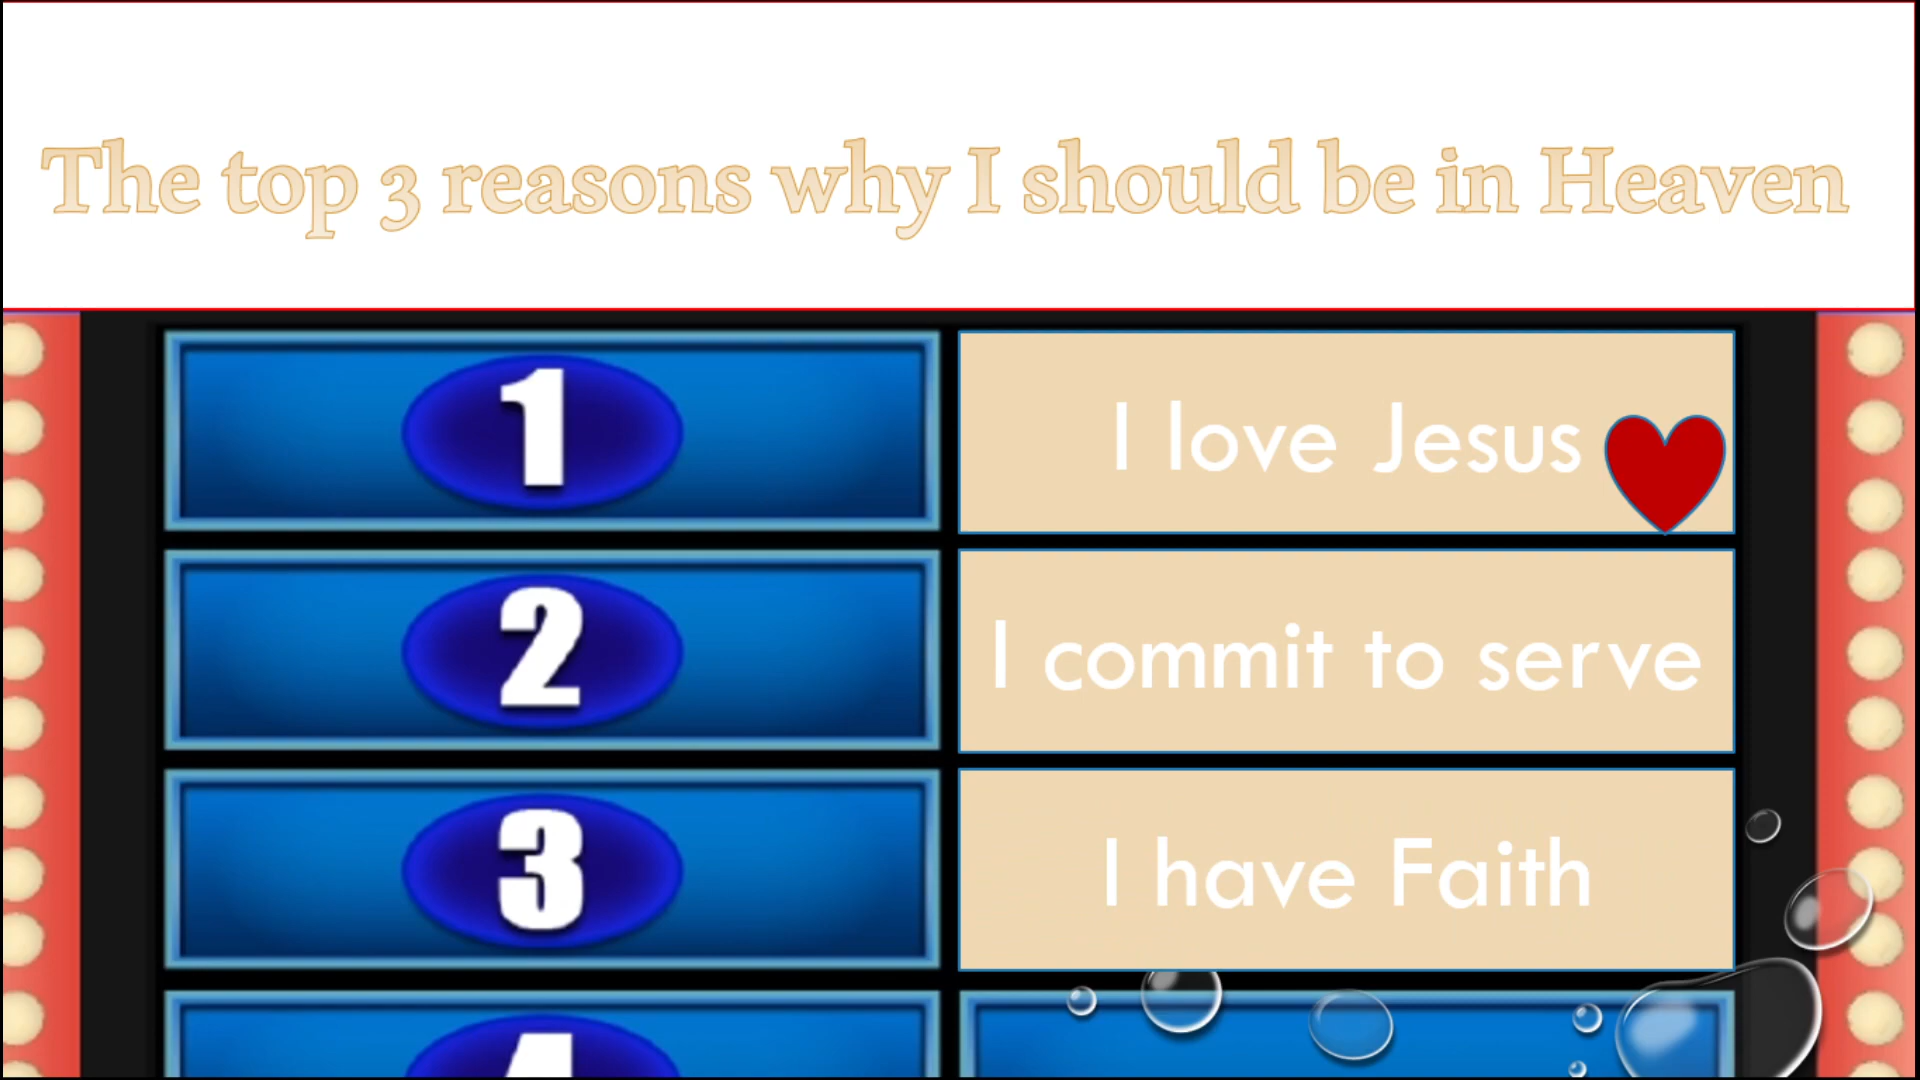 The top 3 reasons why I should be in Heaven
1
I love Jesus
2
I commit to serve
3
I have Faith
4